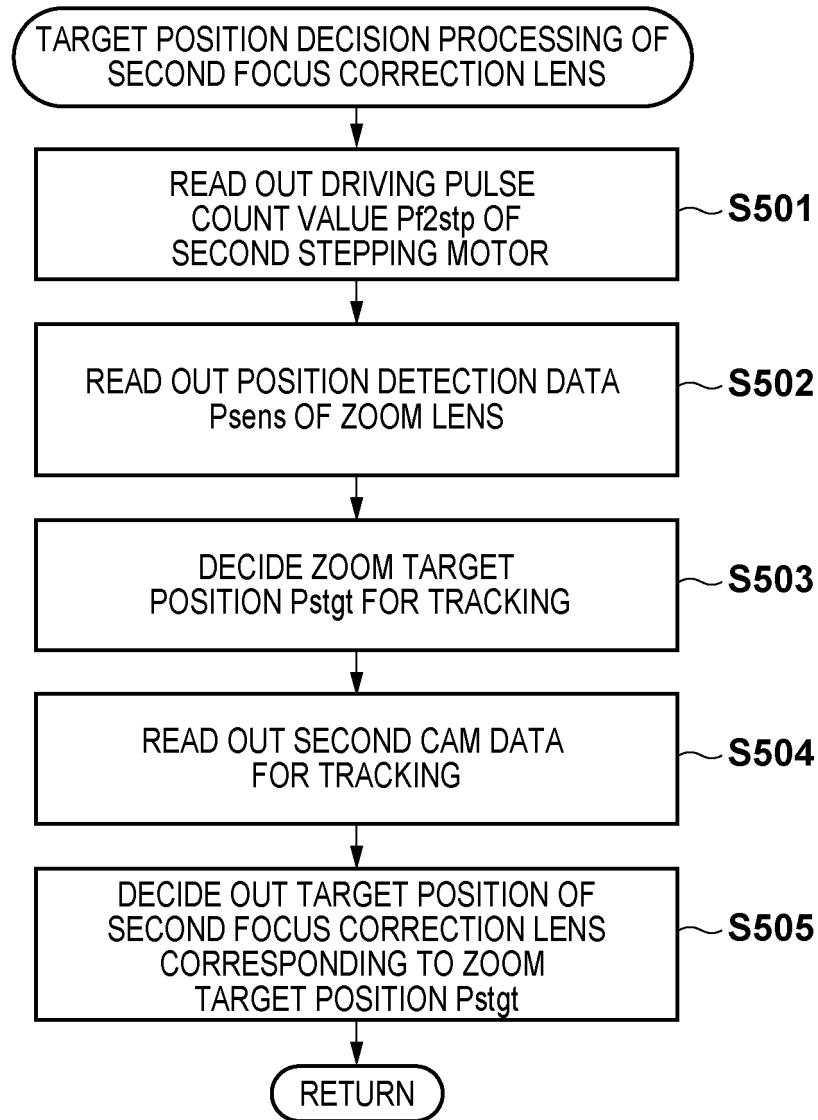 TARGET POSITION DECISION PROCESSING OF
SECOND FOCUS CORRECTION LENS
READ OUT DRIVING PULSE
COUNT VALUE Pf2stp OF
SECOND STEPPING MOTOR
S501
READ OUT POSITION DETECTION DATA
Psens OF ZOOM LENS
S502
DECIDE ZOOM TARGET
POSITION Pstgt FOR TRACKING
S503
READ OUT SECOND CAM DATA
FOR TRACKING
S504
DECIDE OUT TARGET POSITION OF
SECOND FOCUS CORRECTION LENS
CORRESPONDING TO ZOOM
TARGET POSITION Pstgt
S505
RETURN